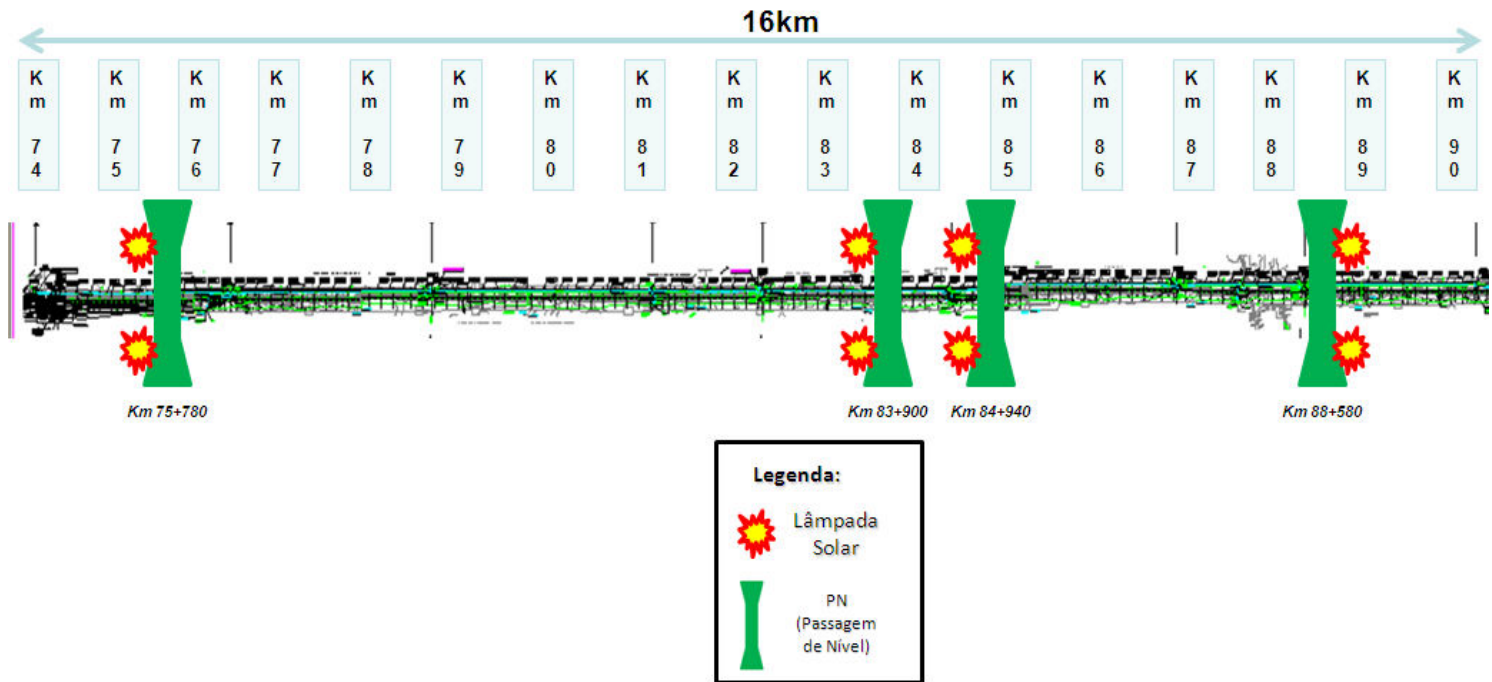 16km
Km 74
Km 75
Km 76
Km 77
Km 78
Km 79
Km 80
Km 81
Km 82
Km 83
Km 84
Km 85
Km 86
Km 87
Km 88
Km 89
Km 90
Km 75+780
Km 83+900
Km 84+940
Km 88+580
Legenda:
Lâmpada
Solar
PN
(Passagem
de Nível)